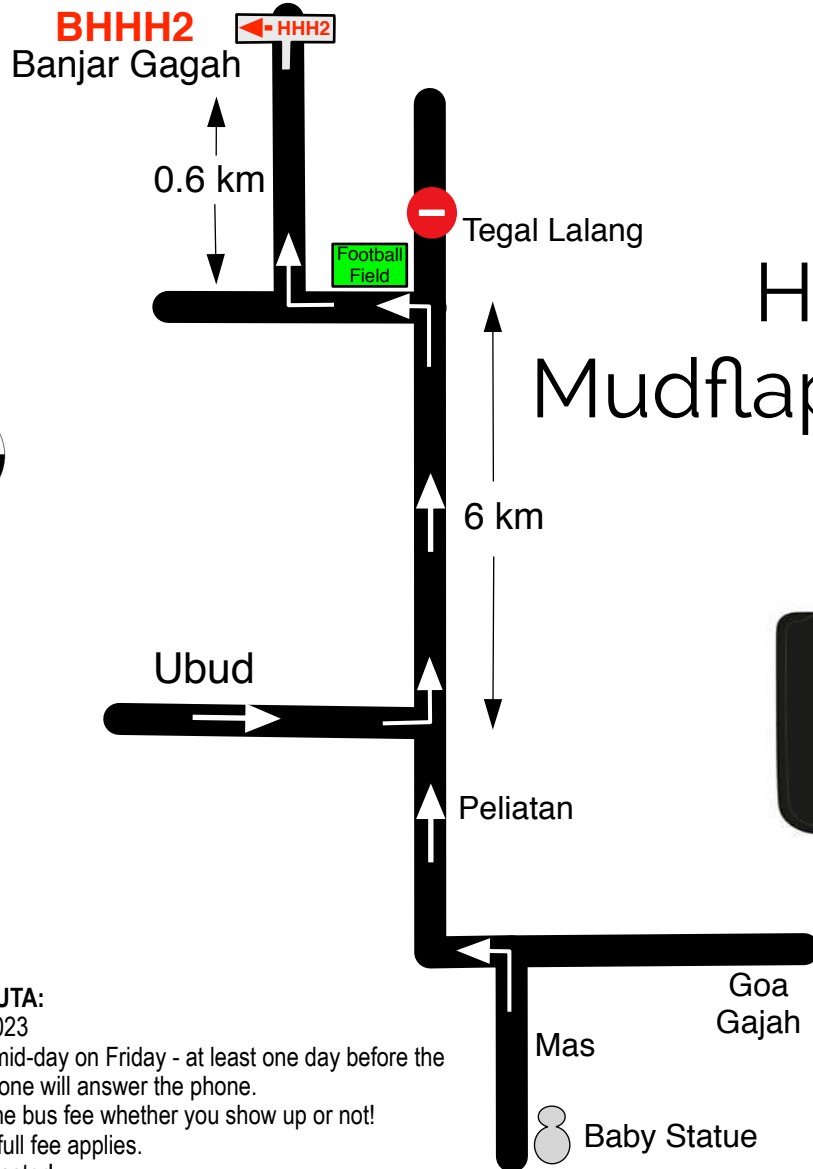 BHHH2
HHH2
Banjar Gagah
0.6 km
Tegal Lalang
Football
Field
Mudflap
6 km
Ubud
Peliatan
Goa
Gajah
Mas
Baby Statue
UTA:
023
mid-day on Friday - at least one day before the
one will answer the phone.
he bus fee whether you show up or not!
full fee applies.